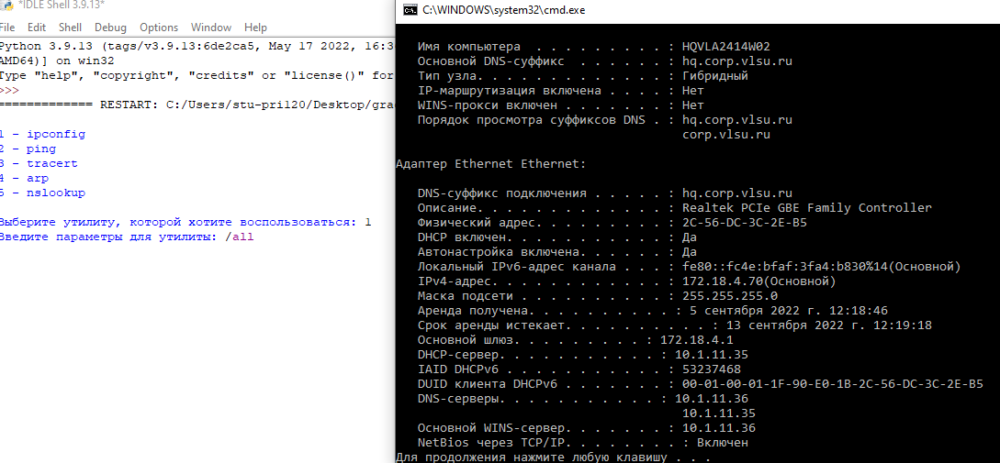 *IDLE Shell 3.9.13*
File Edit Shell Debug Options Window Help
Python 3.9.13 (tags/v3.9.13:6de2ca5, May 17 2022, 16:3
AMD64)] on win32
Type "help", "copyright", "credits" or "license()" for
>>>
============= RESTART: C:/Users/stu-pri120/Desktop/gra
1 - ipconfig
2 - ping
3 - tracert
4 - arp
5 - nslookup
Выберите утилиту, которой хотите воспользоваться: 1
Введите параметры для утилиты: /all
C:\WINDOWS\system32\cmd.exe
Имя компьютера . . . . . . . . . : HQVLA2414W02
Основной DNS-суффикс . . . . . . : hq.corp.vlsu.ru
Тип узла. . . . . . . . . . . . . : Гибридный
IP-маршрутизация включена . . . . : Нет
WINS-прокси включен . . . . . . . : Нет
Порядок просмотра суффиксов DNS . : hq.corp.vlsu.ru
corp.vlsu.ru
Адаптер Ethernet Ethernet:
DNS-суффикс подключения . . . . . : hq.corp.vlsu.ru
Описание. . . . . . . . . . . . . : Realtek PCIe GBE Family Controller
Физический адрес. . . . . . . . . : 2C-56-DC-3C-2E-B5
DHCP включен. . . . . . . . . . . : Да
Автонастройка включена. . . . . . : Да
Локальный IPv6-адрес канала . . . : fe80::fc4e:bfaf:3fa4:b830%14(Основной)
IPv4-адрес. . . . . . . . . . . . : 172.18.4.70(Основной)
Маска подсети . . . . . . . . . . : 255.255.255.0
Аренда получена. . . . . . . . . . : 5 сентября 2022 г. 12:18:46
Срок аренды истекает. . . . . . . . . . : 13 сентября 2022 г. 12:19:18
Основной шлюз. . . . . . . . . : 172.18.4.1
DHCP-сервер. . . . . . . . . . . : 10.1.11.35
IAID DHCPv6 . . . . . . . . . . . : 53237468
DUID клиента DHCPv6 . . . . . . . : 00-01-00-01-1F-90-E0-1B-2C-56-DC-3C-2E-B5
DNS-серверы. . . . . . . . . . . : 10.1.11.36
10.1.11.35
Основной WINS-сервер. . . . . . . : 10.1.11.36
NetBios через TCP/IP. . . . . . . . : Включен
Для продолжения нажмите любую клавишу . . .